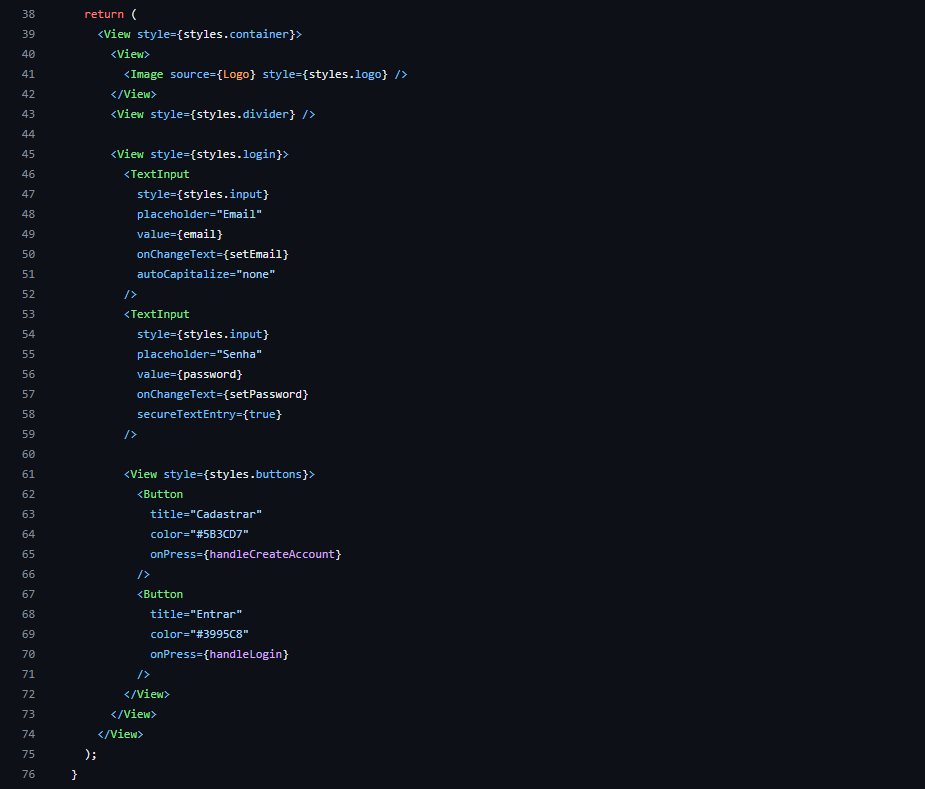 38 return (
39 <View style={styles.container}>
40 <View>
41 <Image source={Logo} style={styles.logo} />
42 </View>
43 <View style={styles.divider} />
44
45 <View style={styles.login}>
46 <TextInput
47 style={styles.input}
48 placeholder="Email"
49 value={email}
50 onChangeText={setEmail}
51 autoCapitalize="none"
52 />
53 <TextInput
54 style={styles.input}
55 placeholder="Senha"
56 value={password}
57 onChangeText={setPassword}
58 secureTextEntry={true}
59 />
60
61 <View style={styles.buttons}>
62 <Button
63 title="Cadastrar"
64 color="#5B3CD7"
65 onPress={handleCreateAccount}
66 />
67 <Button
68 title="Entrar"
69 color="#3995C8"
70 onPress={handleLogin}
71 />
72 </View>
73 </View>
74 </View>
75 );
76 }